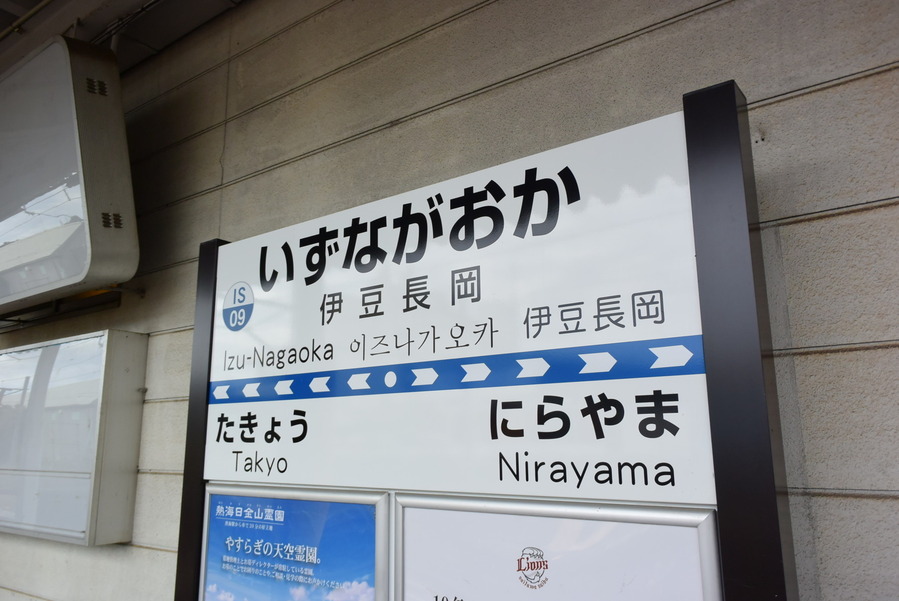 いずながおか
IS
09
伊豆長岡
Izu-Nagaoka 이즈나가오카 伊豆長岡
たきょう にらやま
Takyo Nirayama
熱海日金山霊園
やすらぎの天空霊園。
Lions